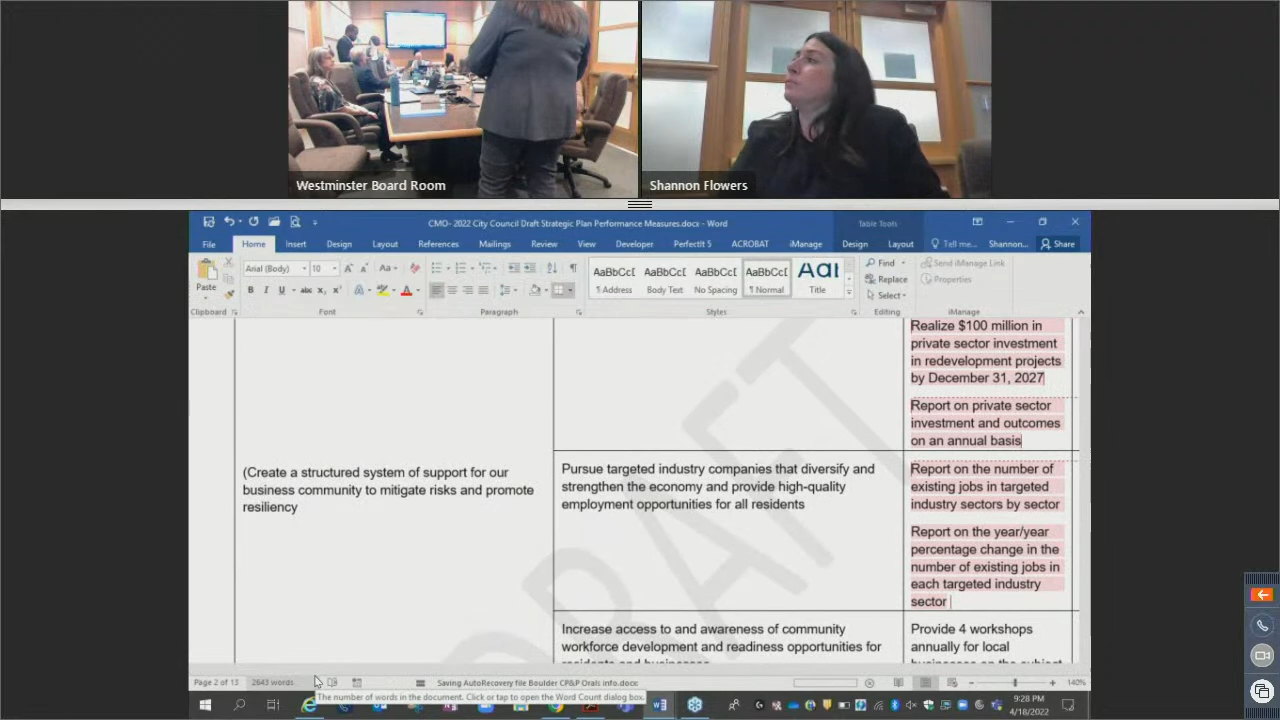 Westminster Board Room
Shannon Flowers
CMO- 2022 City Council Draft Strategic Plan Performance Measures.docx - Word
Table Tools
File
Home
Insert
Design
Layout
References
Mailings
Review
View
Developer
PerfectIt 5
ACROBAT
iManage
Design
Layout
Tell me...
Shannon...
Share
Paste
Arial (Body)
10
AaBbCcI
AaBbCcI
AaBbCcI
AaBbCcI
AaI
¶ Address
Body Text
No Spacing
¶ Normal
Title
Find
Replace
Select
Send iManage Link
Properties
Clipboard
Font
Paragraph
Styles
Editing
iManage
Realize $100 million in
private sector investment
in redevelopment projects
by December 31, 2027
Report on private sector
investment and outcomes
on an annual basis
(Create a structured system of support for our
business community to mitigate risks and promote
resiliency
Pursue targeted industry companies that diversify and
strengthen the economy and provide high-quality
employment opportunities for all residents
Report on the number of
existing jobs in targeted
industry sectors by sector
Report on the year/year
percentage change in the
number of existing jobs in
each targeted industry
sector
Increase access to and awareness of community
workforce development and readiness opportunities for
residents and businesses
Provide 4 workshops
annually for local
businesses on the subject
DRAFT
Page 2 of 13
2643 words
Saving AutoRecovery file Boulder CP&P Orals info.docx
140%
The number of words in the document. Click or tap to open the Word Count dialog box.
9:28 PM
4/18/2022